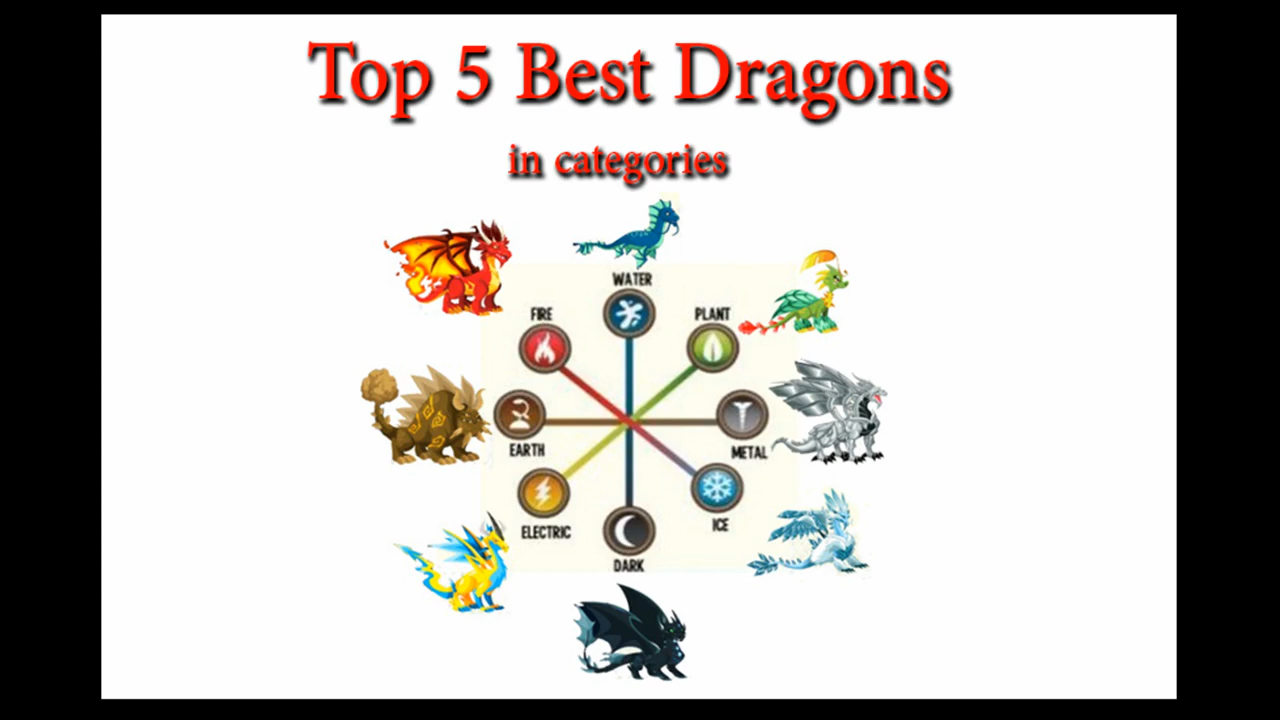 Top 5 Best Dragons
in categories
WATER
FIRE
PLANT
EARTH
METAL
ELECTRIC
ICE
DARK